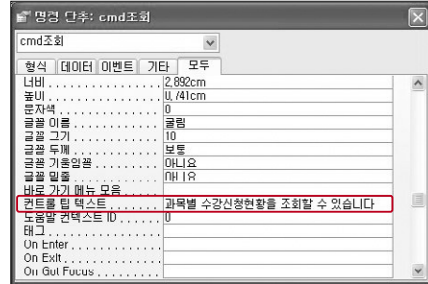 명령 단추: cmd조회
cmd조회
형식 데이터 이벤트 기타 모두
너비 . . . . . . . . . . . . . . . . 2,892cm
높이 . . . . . . . . . . . . . . . . 0,741cm
문자색 . . . . . . . . . . . . . . 0
글꼴 이름 . . . . . . . . . . . . 굴림
글꼴 크기 . . . . . . . . . . . . 10
글꼴 두께 . . . . . . . . . . . . 보통
글꼴 기울임꼴 . . . . . . . . . 아니요
글꼴 밑줄 . . . . . . . . . . . . 아니요
바로 가기 메뉴 모음 . . . . . .
컨트롤 팁 텍스트 . . . . . . . 과목별 수강신청현황을 조회할 수 있습니다
도움말 컨텍스트 ID . . . . . . 0
태그 . . . . . . . . . . . . . . . .
On Enter . . . . . . . . . . . . .
On Exit . . . . . . . . . . . . . .
On Got Focus . . . . . . . . .